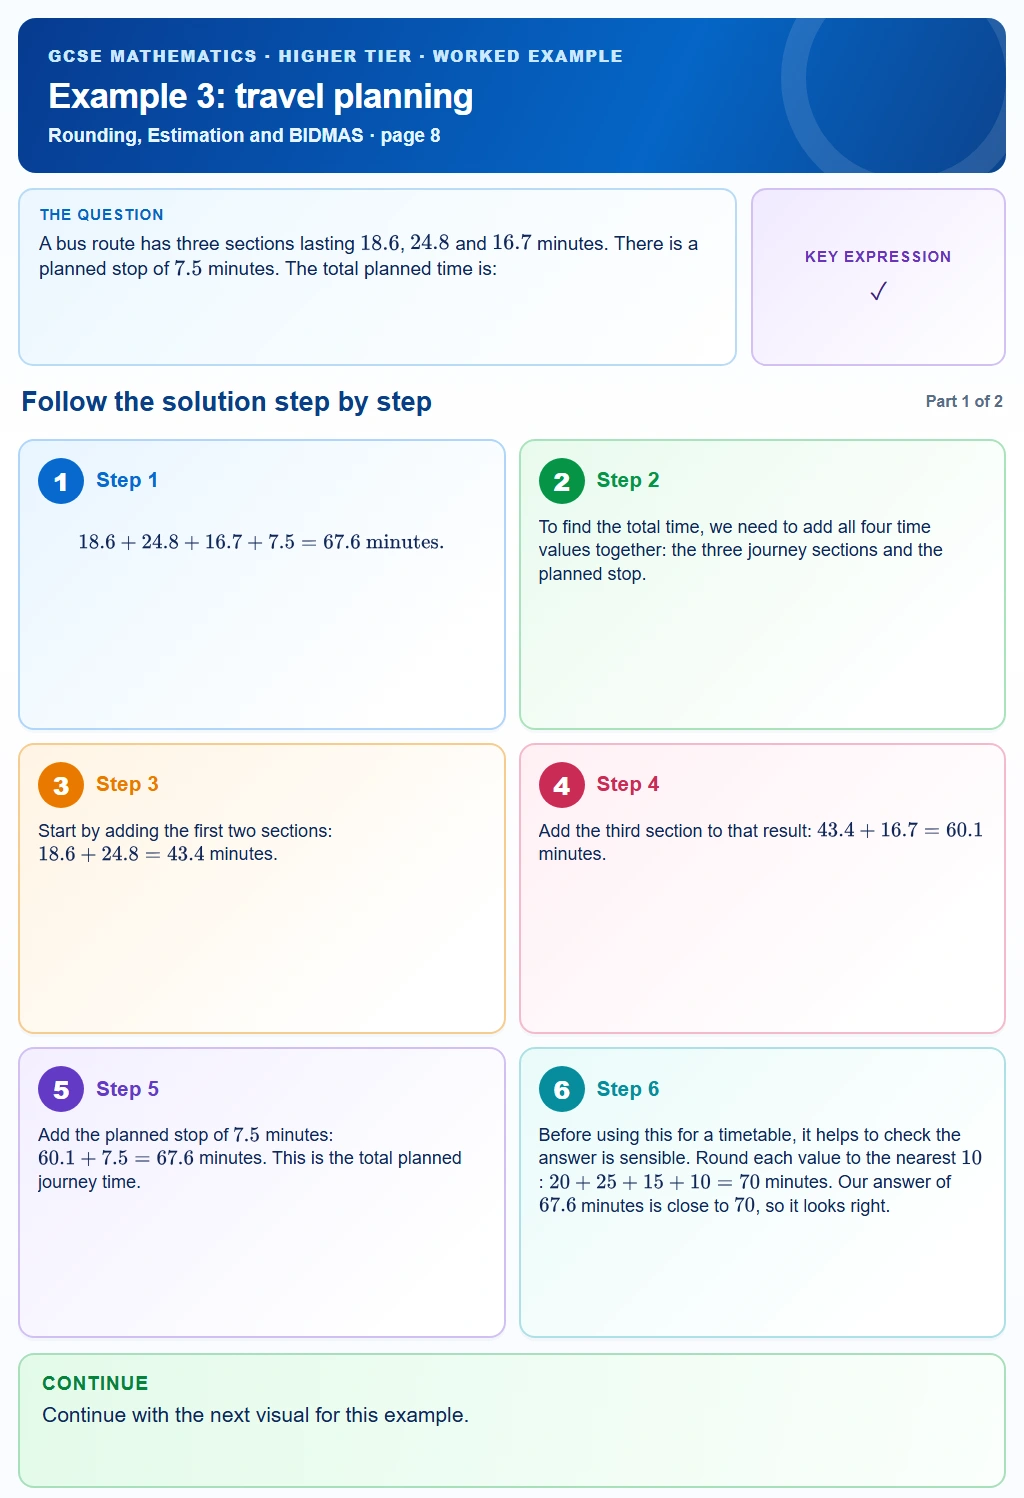 GCSE MATHEMATICS · HIGHER TIER · WORKED EXAMPLE
Example 3: travel planning
Rounding, Estimation and BIDMAS · page 8
THE QUESTION
A bus route has three sections lasting 18.6, 24.8 and 16.7 minutes. There is a
planned stop of 7.5 minutes. The total planned time is:
KEY EXPRESSION
✓
Follow the solution step by step
Part 1 of 2
1 Step 1
18.6 + 24.8 + 16.7 + 7.5 = 67.6 minutes.
2 Step 2
To find the total time, we need to add all four time
values together: the three journey sections and the
planned stop.
3 Step 3
Start by adding the first two sections:
18.6 + 24.8 = 43.4 minutes.
4 Step 4
Add the third section to that result: 43.4 + 16.7 = 60.1
minutes.
5 Step 5
Add the planned stop of 7.5 minutes:
60.1 + 7.5 = 67.6 minutes. This is the total planned
journey time.
6 Step 6
Before using this for a timetable, it helps to check the
answer is sensible. Round each value to the nearest 10
: 20 + 25 + 15 + 10 = 70 minutes. Our answer of
67.6 minutes is close to 70, so it looks right.
CONTINUE
Continue with the next visual for this example.